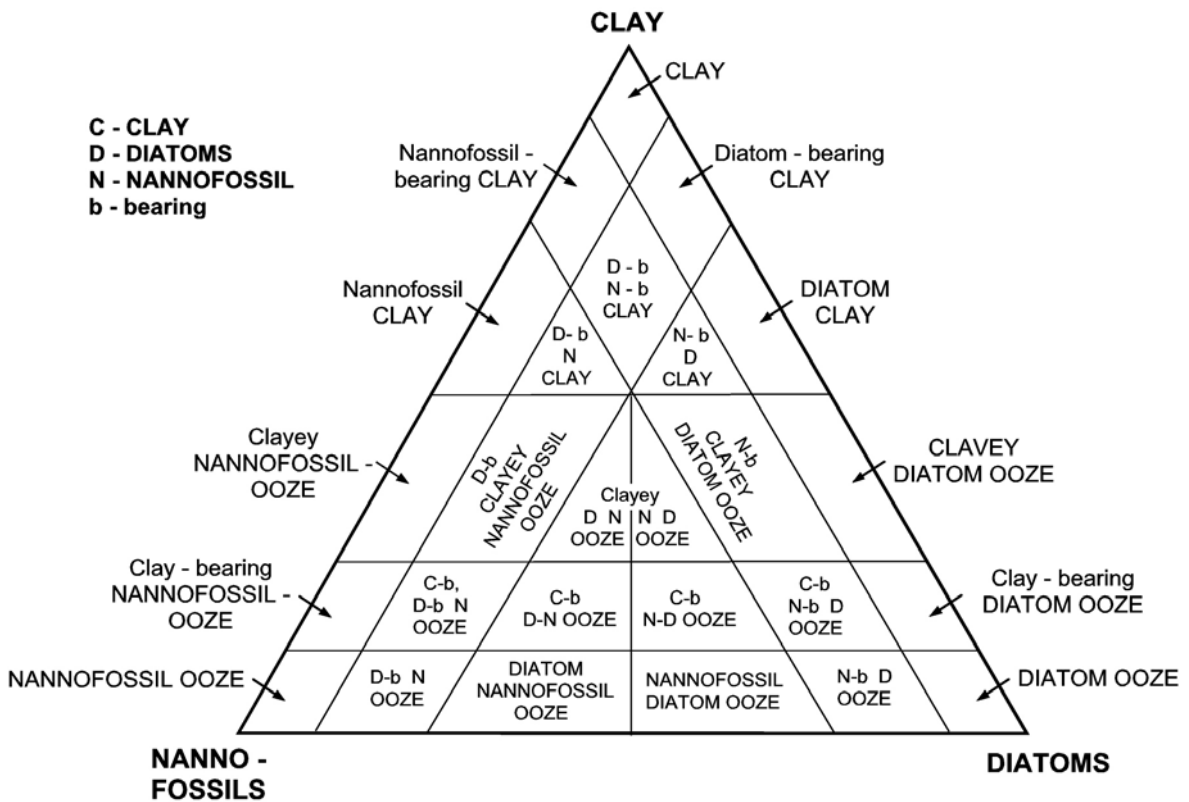 CLAY
CLAY
C - CLAY
D - DIATOMS
N - NANNOFOSSIL
b - bearing
Nannofossil -
bearing CLAY
Diatom - bearing
CLAY
D - b
N - b
CLAY
Nannofossil
CLAY
DIATOM
CLAY
D- b
N
CLAY
N- b
D
CLAY
Clayey
NANNOFOSSIL -
OOZE
D-b
CLAYEY
NANNOFOSSIL
OOZE
N-b
CLAYEY
DIATOM OOZE
CLAVEY
DIATOM OOZE
Clayey
D N N D
OOZE OOZE
Clay - bearing
NANNOFOSSIL -
OOZE
C-b,
D-b N
OOZE
C-b
D-N OOZE
C-b
N-D OOZE
C-b
N-b D
OOZE
Clay - bearing
DIATOM OOZE
NANNOFOSSIL OOZE
D-b N
OOZE
DIATOM
NANNOFOSSIL
OOZE
NANNOFOSSIL
DIATOM OOZE
N-b D
OOZE
DIATOM OOZE
NANNO -
FOSSILS
DIATOMS